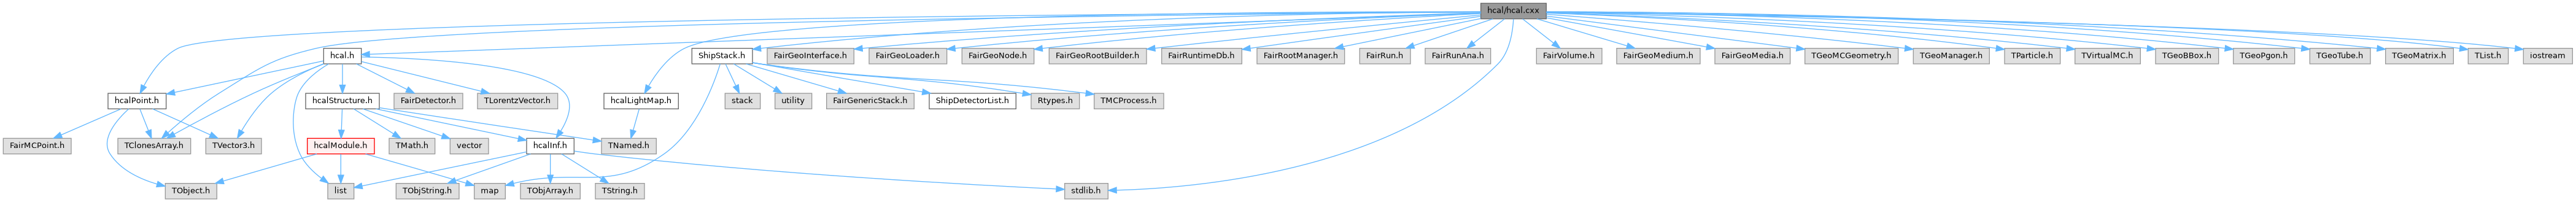 hcal/hcal.cxx
hcal.h
ShipStack.h
FairGeoInterface.h
FairGeoLoader.h
FairGeoNode.h
FairGeoRootBuilder.h
FairRuntimeDb.h
FairRootManager.h
FairRun.h
FairRunAna.h
FairVolume.h
FairGeoMedium.h
FairGeoMedia.h
TGeoMCGeometry.h
TGeoManager.h
TParticle.h
TVirtualMC.h
TGeoBBox.h
TGeoPgon.h
TGeoTube.h
TGeoMatrix.h
TList.h
iostream
hcalPoint.h
hcalStructure.h
FairDetector.h
TLorentzVector.h
hcalLightMap.h
stack
utility
FairGenericStack.h
ShipDetectorList.h
Rtypes.h
TMCProcess.h
FairMCPoint.h
TClonesArray.h
TVector3.h
hcalModule.h
TMath.h
vector
hcalInf.h
TNamed.h
TObject.h
list
TObjString.h
map
TObjArray.h
TString.h
stdlib.h